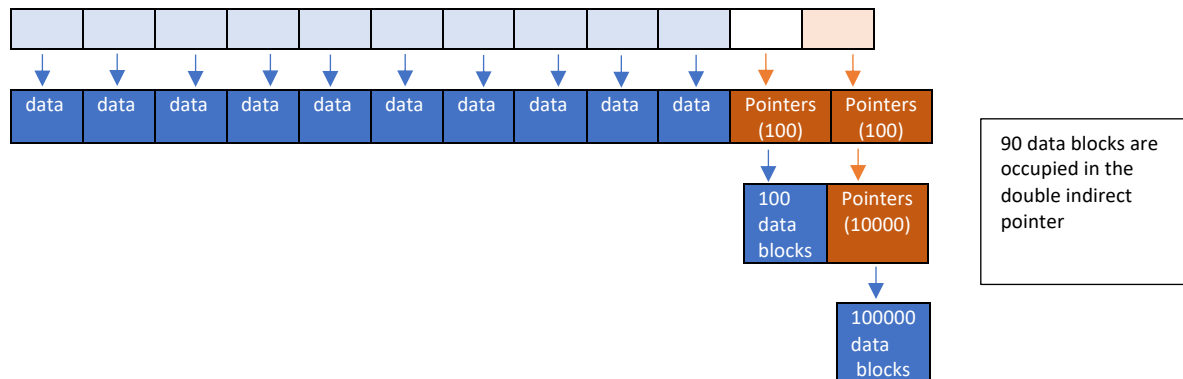 data data data data data data data data data data Pointers Pointers
(100) (100)
90 data blocks are
occupied in the
double indirect
pointer
100 Pointers
data (10000)
blocks
100000
data
blocks